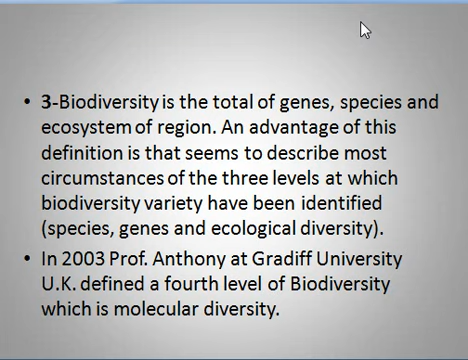 • 3-Biodiversity is the total of genes, species and
ecosystem of region. An advantage of this
definition is that seems to describe most
circumstances of the three levels at which
biodiversity variety have been identified
(species, genes and ecological diversity).
• In 2003 Prof. Anthony at Gradiff University
U.K. defined a fourth level of Biodiversity
which is molecular diversity.